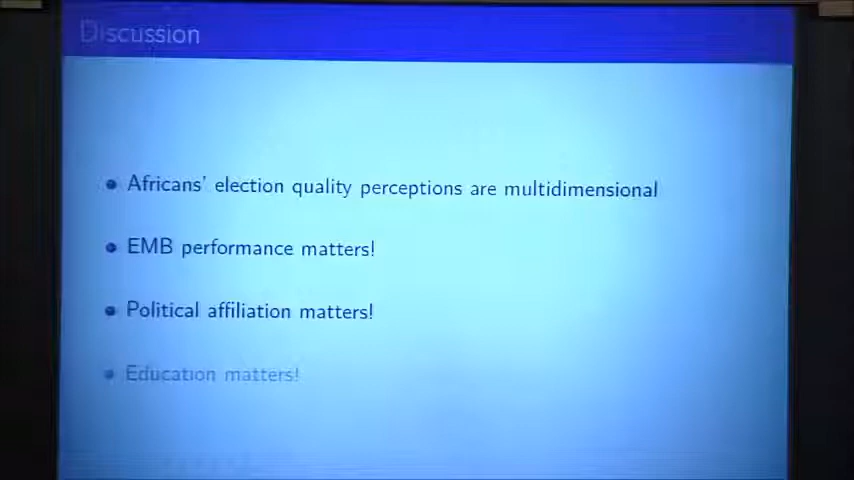 Discussion
• Africans' election quality perceptions are multidimensional
• EMB performance matters!
• Political affiliation matters!
• Education matters!